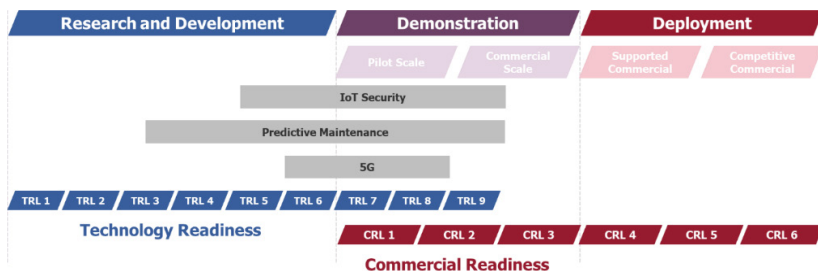 Research and Development
Demonstration
Deployment
Pilot Scale
Commercial
Scale
Supported
Commercial
Competitive
Commercial
IoT Security
Predictive Maintenance
5G
TRL 1
TRL 2
TRL 3
TRL 4
TRL 5
TRL 6
TRL 7
TRL 8
TRL 9
Technology Readiness
CRL 1
CRL 2
CRL 3
CRL 4
CRL 5
CRL 6
Commercial Readiness